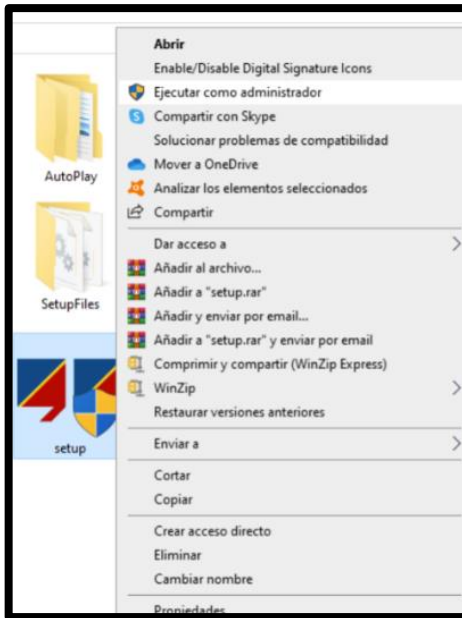 Abrir
Enable/Disable Digital Signature Icons
Ejecutar como administrador
Compartir con Skype
Solucionar problemas de compatibilidad
Mover a OneDrive
Analizar los elementos seleccionados
Compartir
Dar acceso a
Añadir al archivo...
Añadir a "setup.rar"
Añadir y enviar por email...
Añadir a "setup.rar" y enviar por email
Comprimir y compartir (WinZip Express)
WinZip
Restaurar versiones anteriores
Enviar a
Cortar
Copiar
Crear acceso directo
Eliminar
Cambiar nombre
Propiedades
AutoPlay
SetupFiles
setup